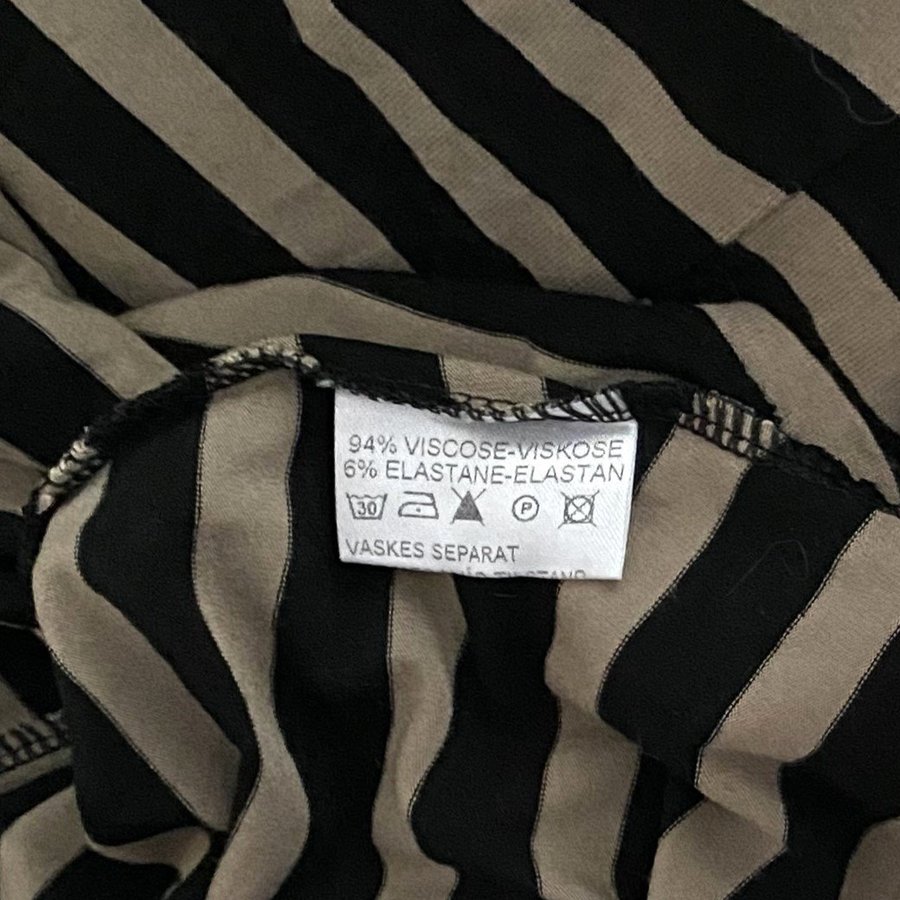 94% VISCOSE-VISKOSE
6% ELASTANE-ELASTAN
30 P
VASKES SEPARAT